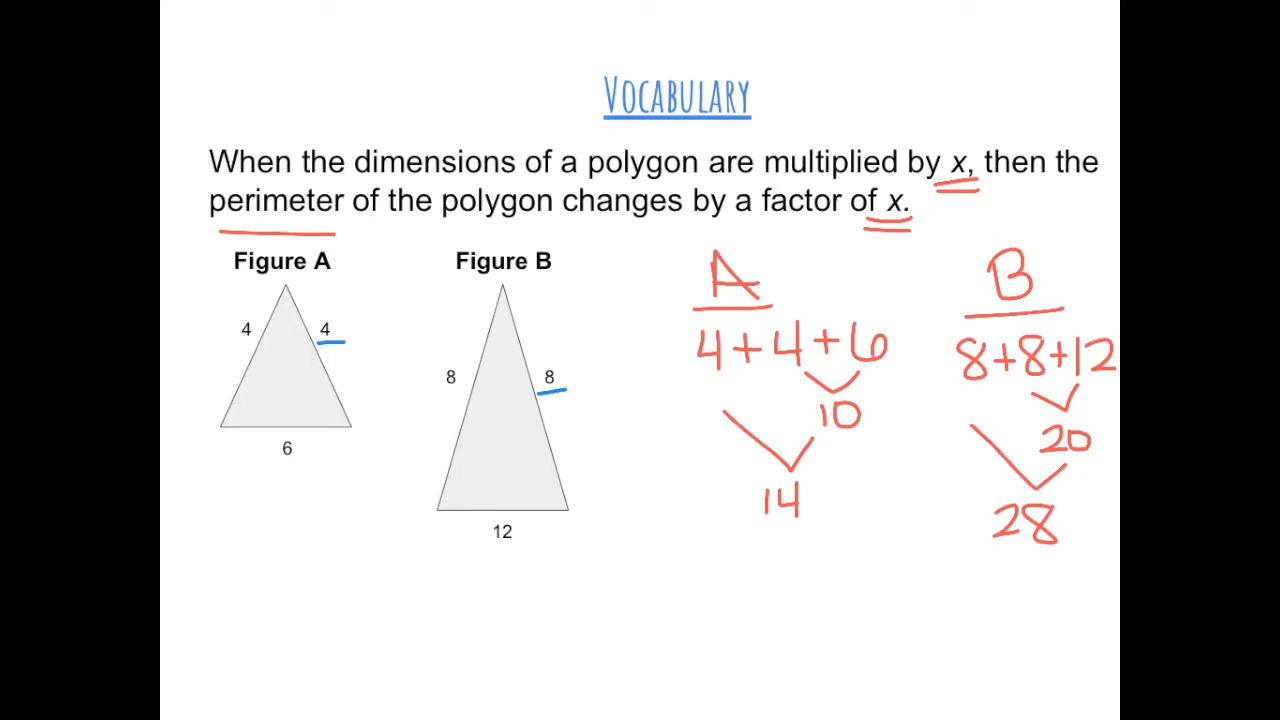 VOCABULARY
When the dimensions of a polygon are multiplied by x, then the
perimeter of the polygon changes by a factor of x.
Figure A
Figure B
4
4
6
8
8
12
A
4+4+6
10
14
B
8+8+12
20
28